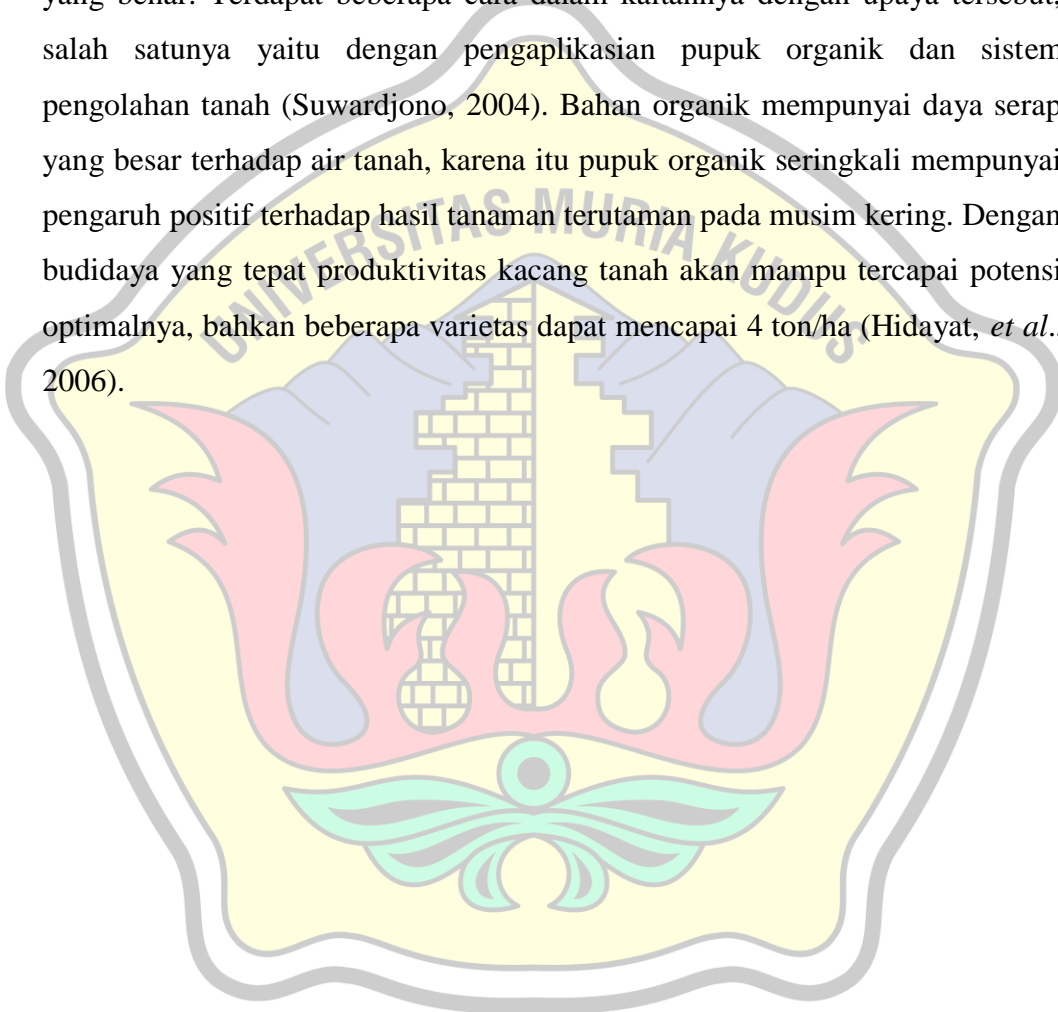 yang benar. Terdapat beberapa cara dalam kaitannya dengan upaya tersebut,
salah satunya yaitu dengan pengaplikasian pupuk organik dan sistem
pengolahan tanah (Suwardjono, 2004). Bahan organik mempunyai daya serap
yang besar terhadap air tanah, karena itu pupuk organik seringkali mempunyai
pengaruh positif terhadap hasil tanaman terutaman pada musim kering. Dengan
budidaya yang tepat produktivitas kacang tanah akan mampu tercapai potensi
optimalnya, bahkan beberapa varietas dapat mencapai 4 ton/ha (Hidayat, et al.,
2006).
UNIVERSITAS MURIA KUDUS